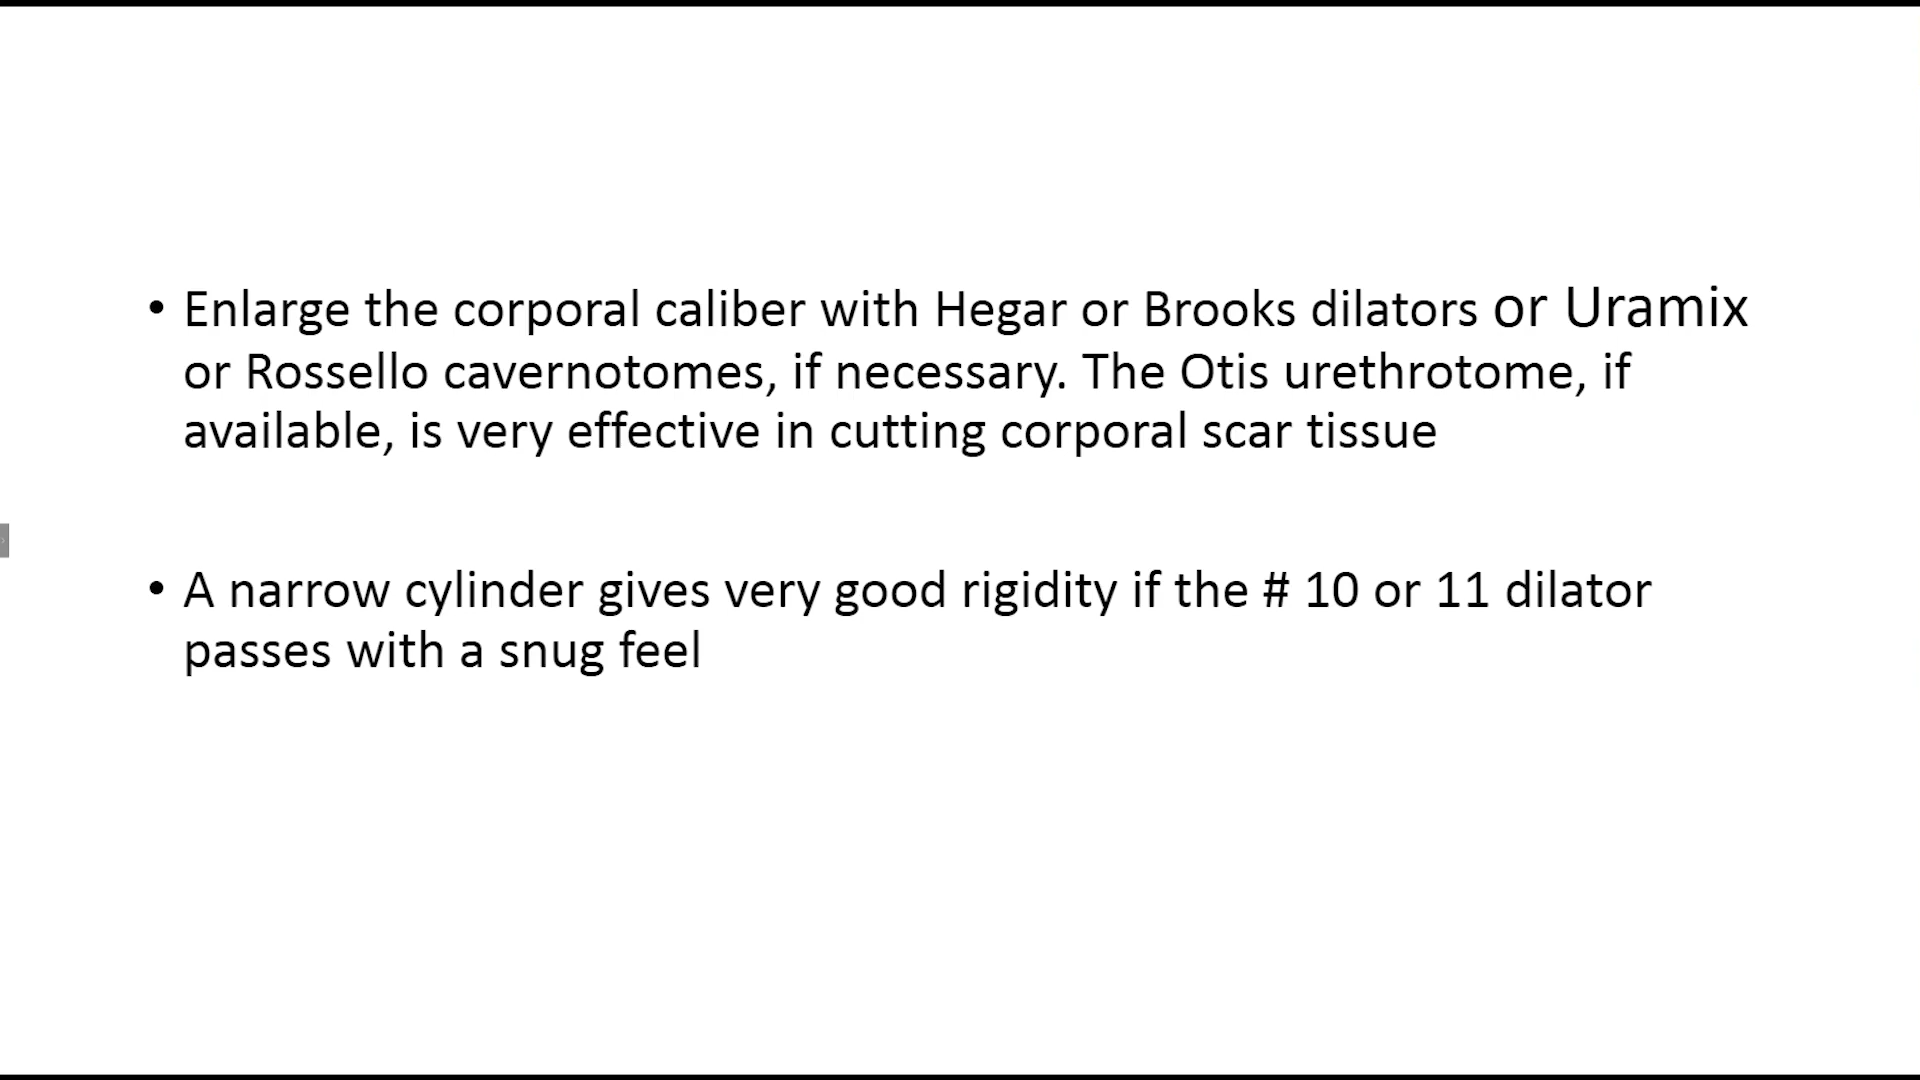 • Enlarge the corporal caliber with Hegar or Brooks dilators or Uramix
or Rossello cavernotomes, if necessary. The Otis urethrotome, if
available, is very effective in cutting corporal scar tissue
• A narrow cylinder gives very good rigidity if the # 10 or 11 dilator
passes with a snug feel